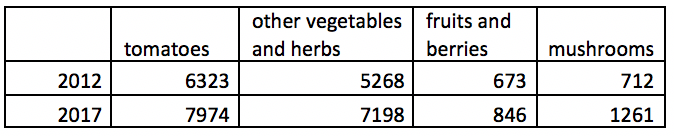 tomatoes other vegetables and herbs fruits and berries mushrooms
2012 6323 5268 673 712
2017 7974 7198 846 1261